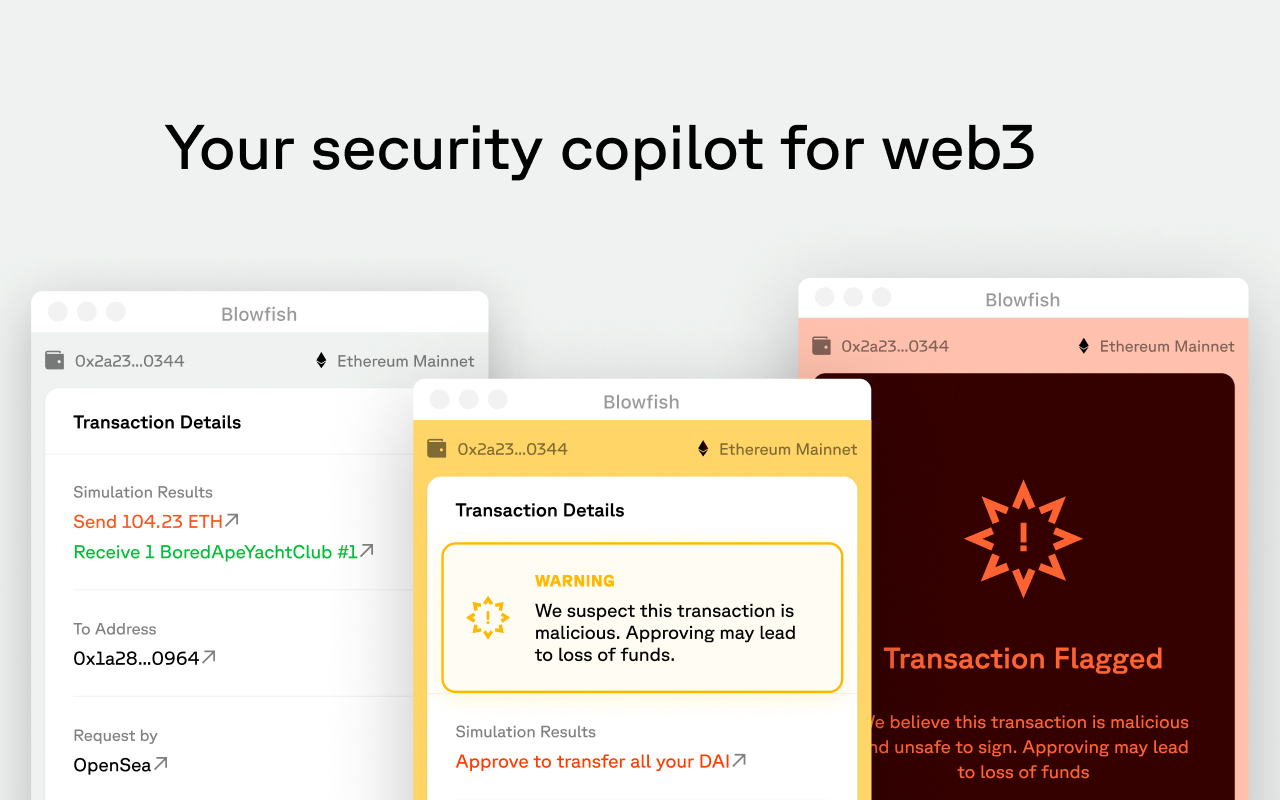 Your security copilot for web3
Blowfish
0x2a23...0344
Ethereum Mainnet
Transaction Details
Simulation Results
Send 104.23 ETH
Receive 1 BoredApeYachtClub #1
To Address
0x1a28...0964
Request by
OpenSea
Blowfish
0x2a23...0344
Ethereum Mainnet
Transaction Details
WARNING
We suspect this transaction is
malicious. Approving may lead
to loss of funds.
Simulation Results
Approve to transfer all your DAI
Blowfish
0x2a23...0344
Ethereum Mainnet
!
Transaction Flagged
believe this transaction is malicious
unsafe to sign. Approving may lead
to loss of funds